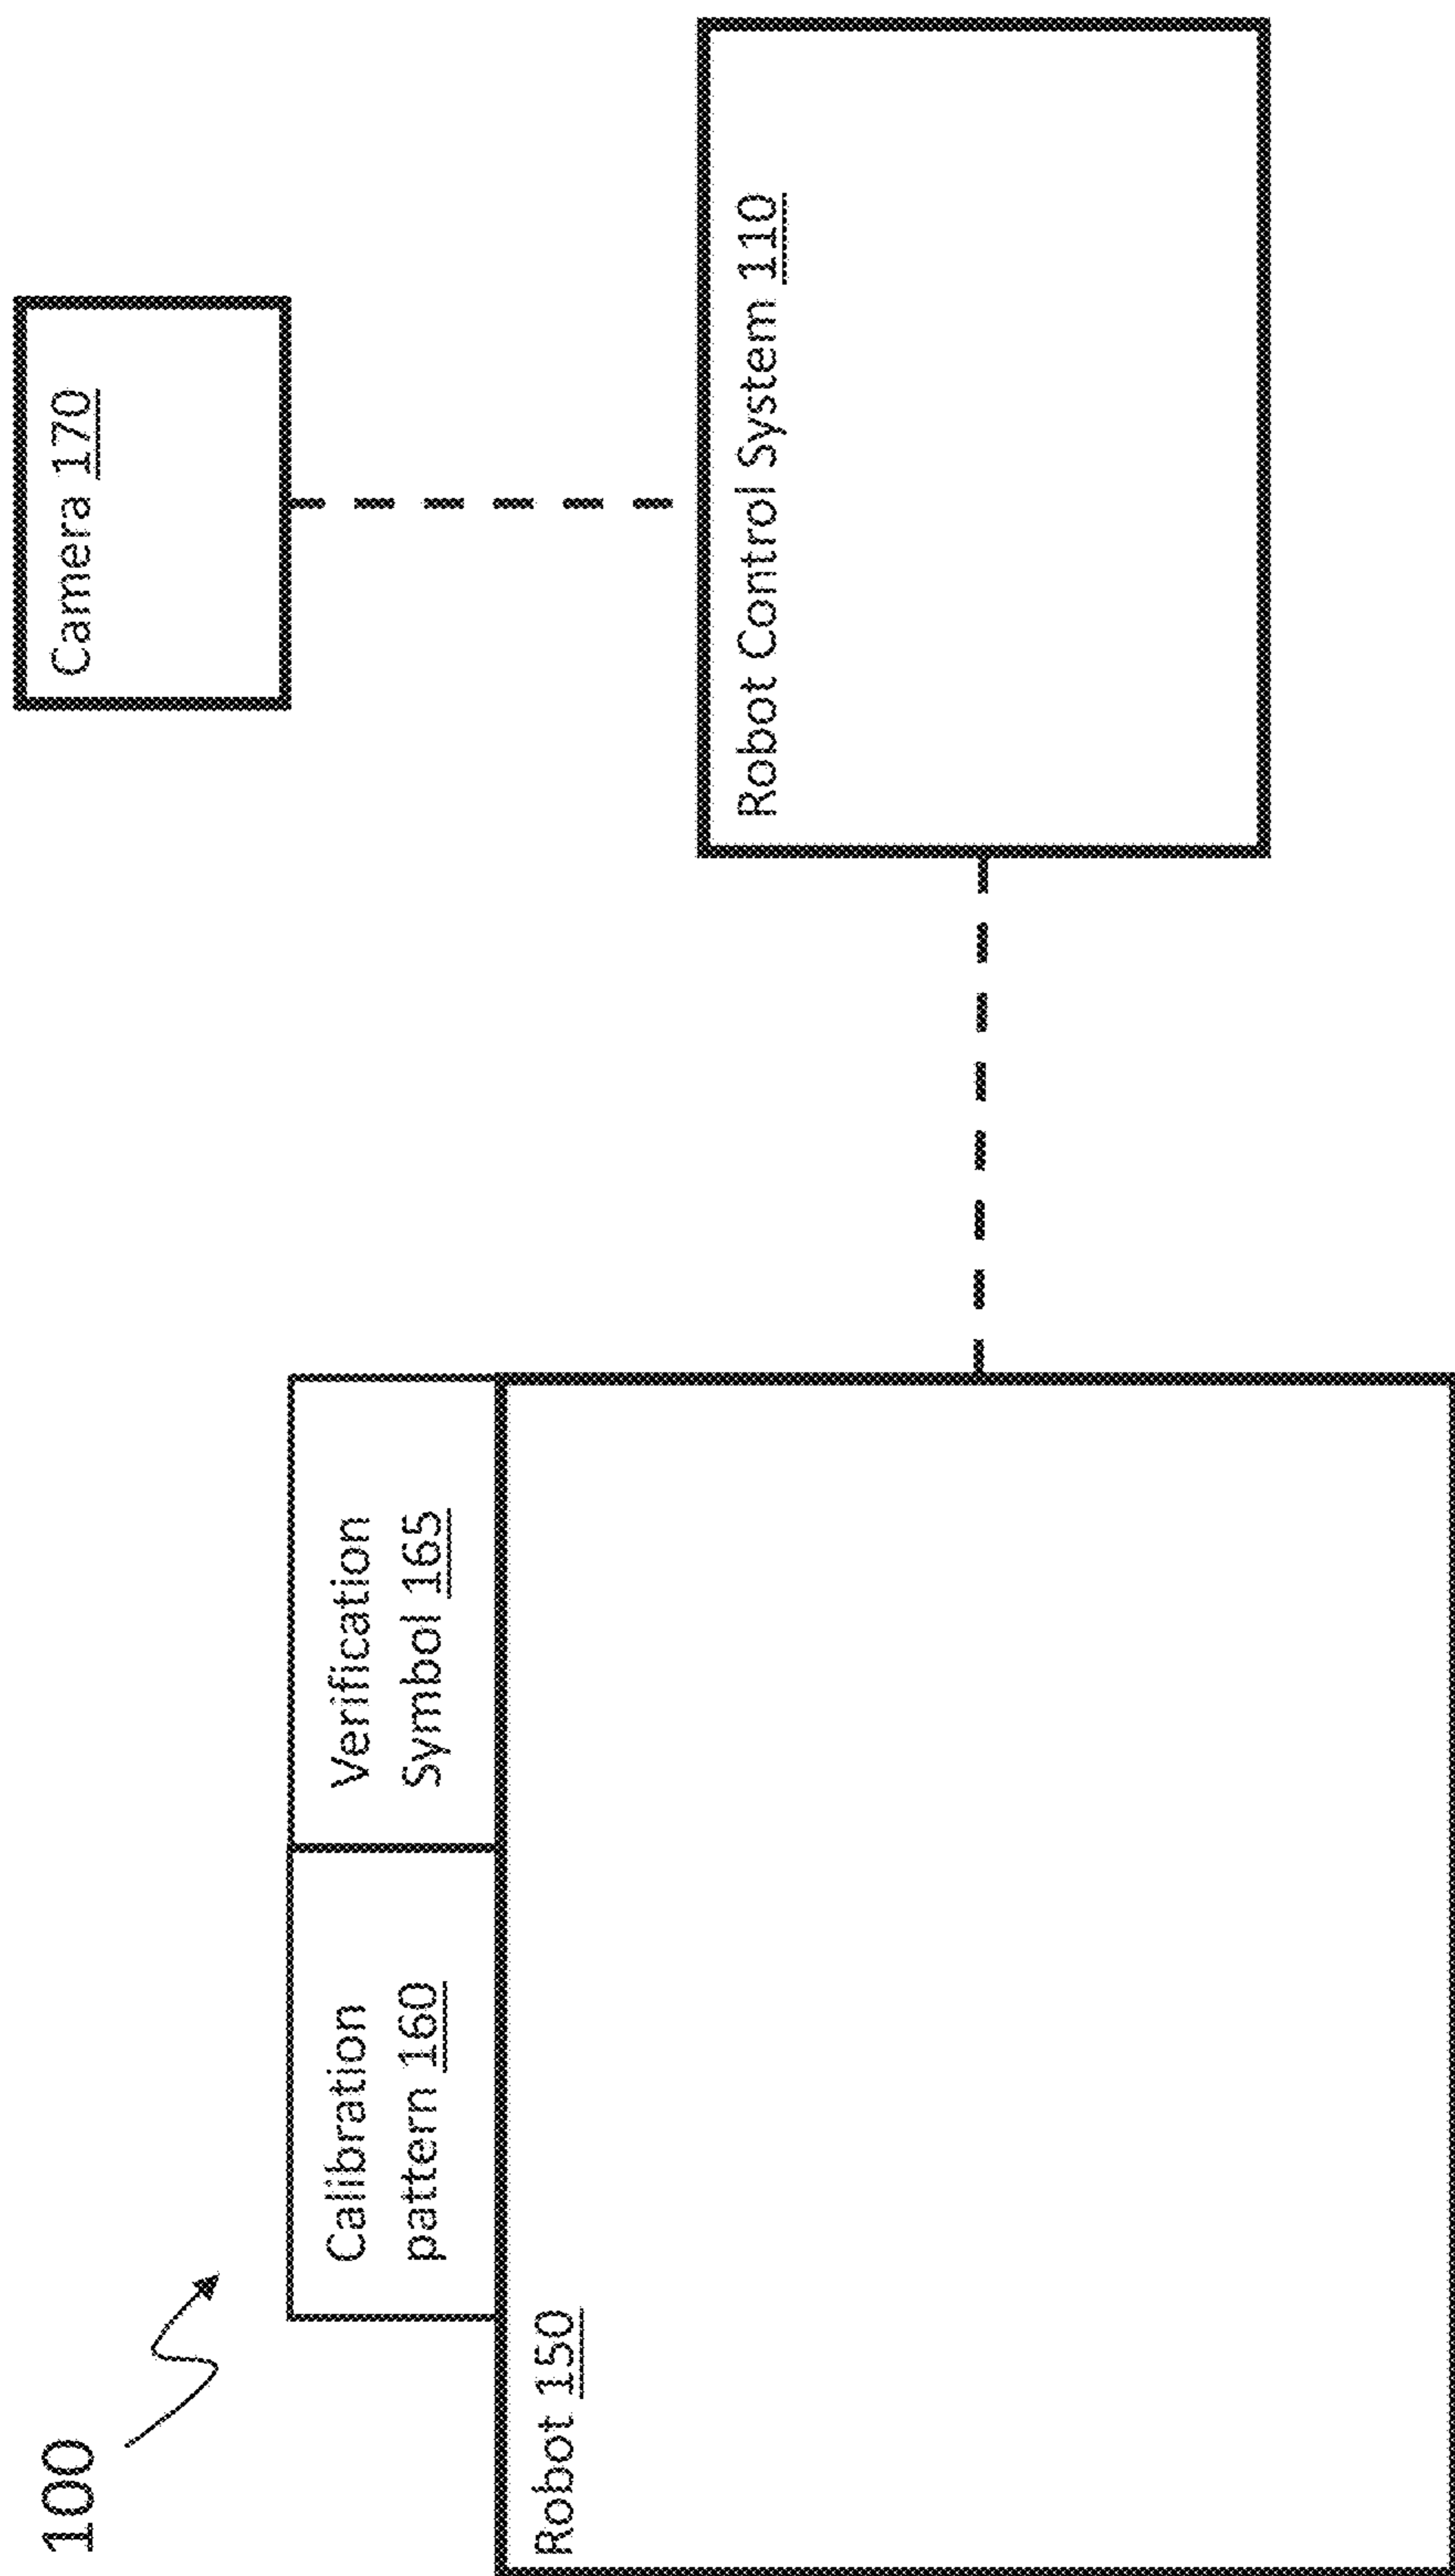 100
Camera 170
Calibration
pattern 160
Verification
Symbol 165
Robot 150
Robot Control System 110